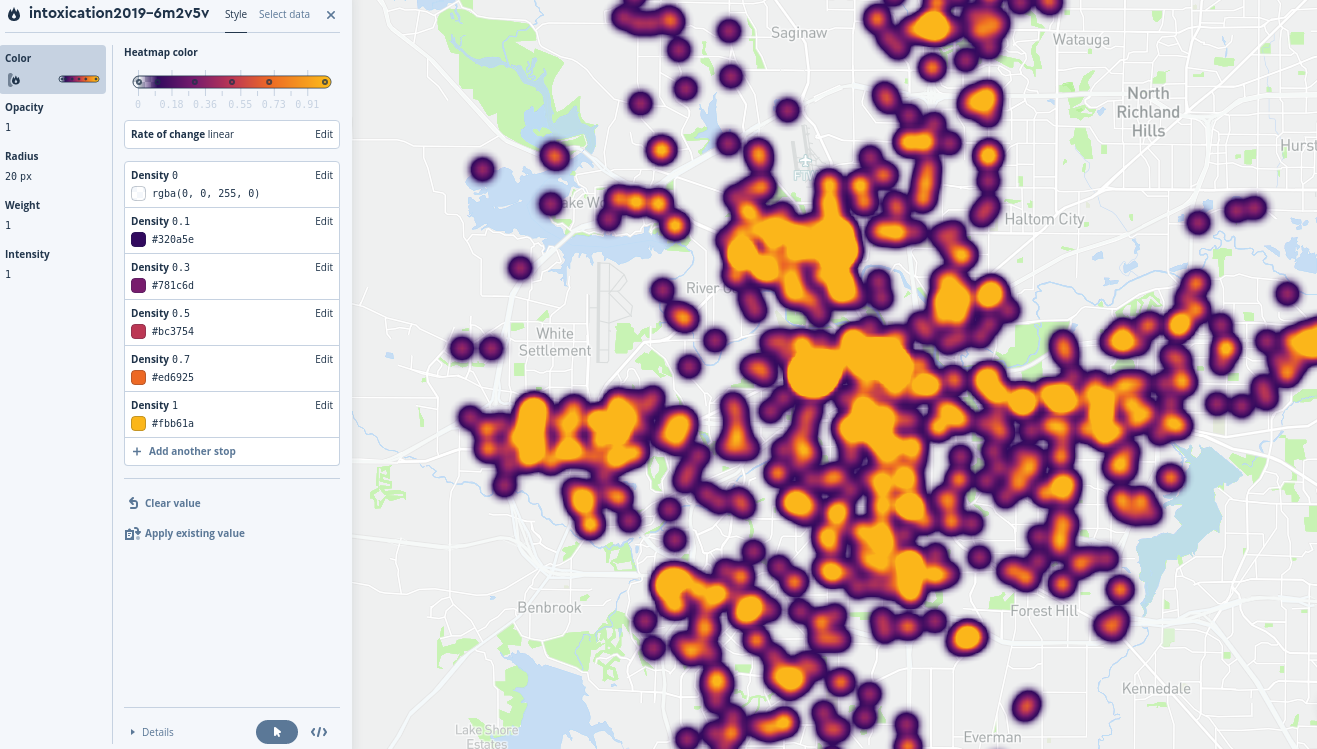 intoxication2019-6m2v5v
Style
Select data
Color
Opacity
1
Radius
20 px
Weight
1
Intensity
1
Heatmap color
0 0.18 0.36 0.55 0.73 0.91
Rate of change linear Edit
Density 0 Edit
rgba(0, 0, 255, 0)
Density 0.1 Edit
#320a5e
Density 0.3 Edit
#781c6d
Density 0.5 Edit
#bc3754
Density 0.7 Edit
#ed6925
Density 1 Edit
#fbb61a
Add another stop
Clear value
Apply existing value
Details
Saginaw
Watauga
North
Richland
Hills
Hurst
Haltom City
River
White
Settlement
Benbrook
Forest Hill
Kennedale
Lake Shore
Estates
Everman